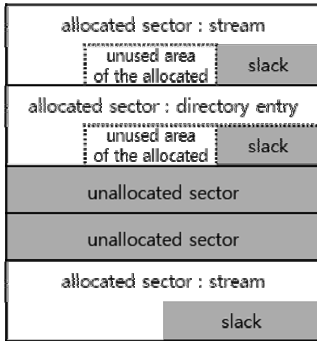 allocated sector : stream
unused area
of the allocated
slack
allocated sector : directory entry
unused area
of the allocated
slack
unallocated sector
unallocated sector
allocated sector : stream
slack